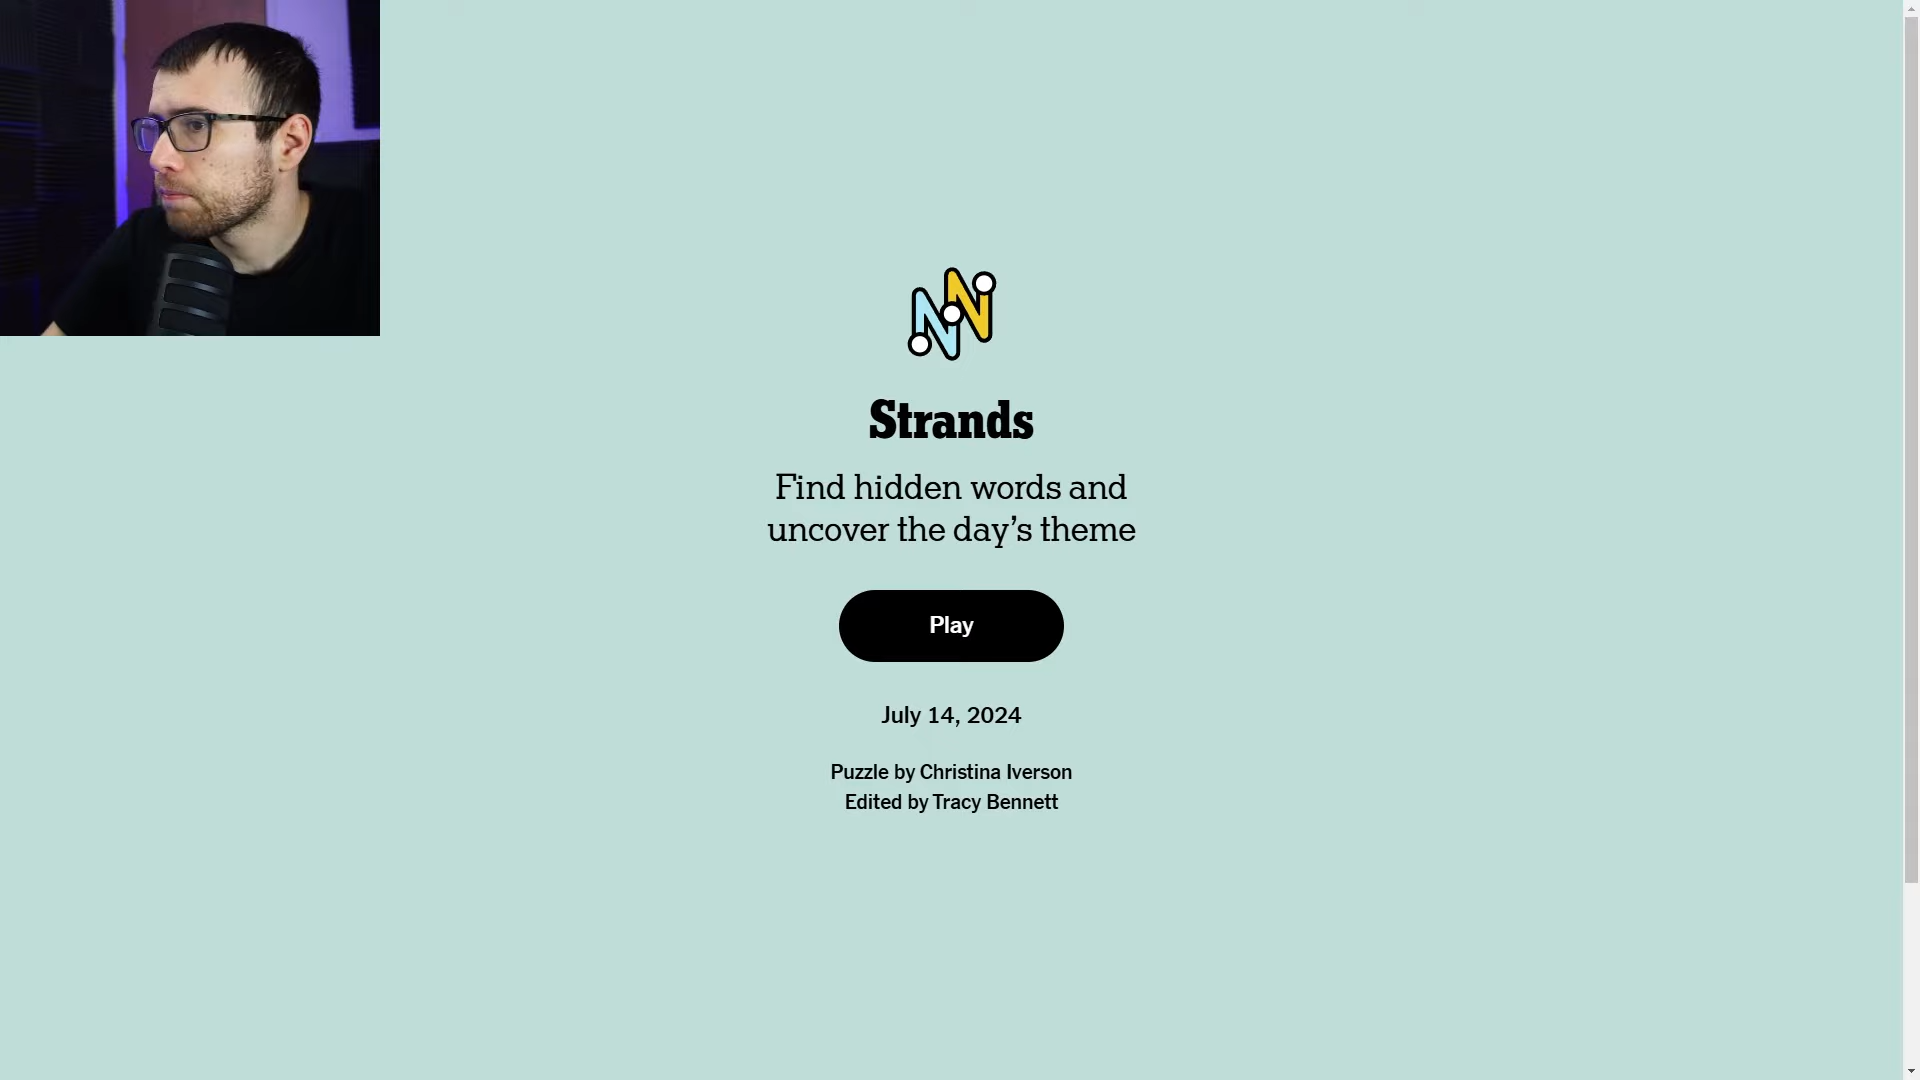 Strands
Find hidden words and
uncover the day’s theme
Play
July 14, 2024
Puzzle by Christina Iverson
Edited by Tracy Bennett